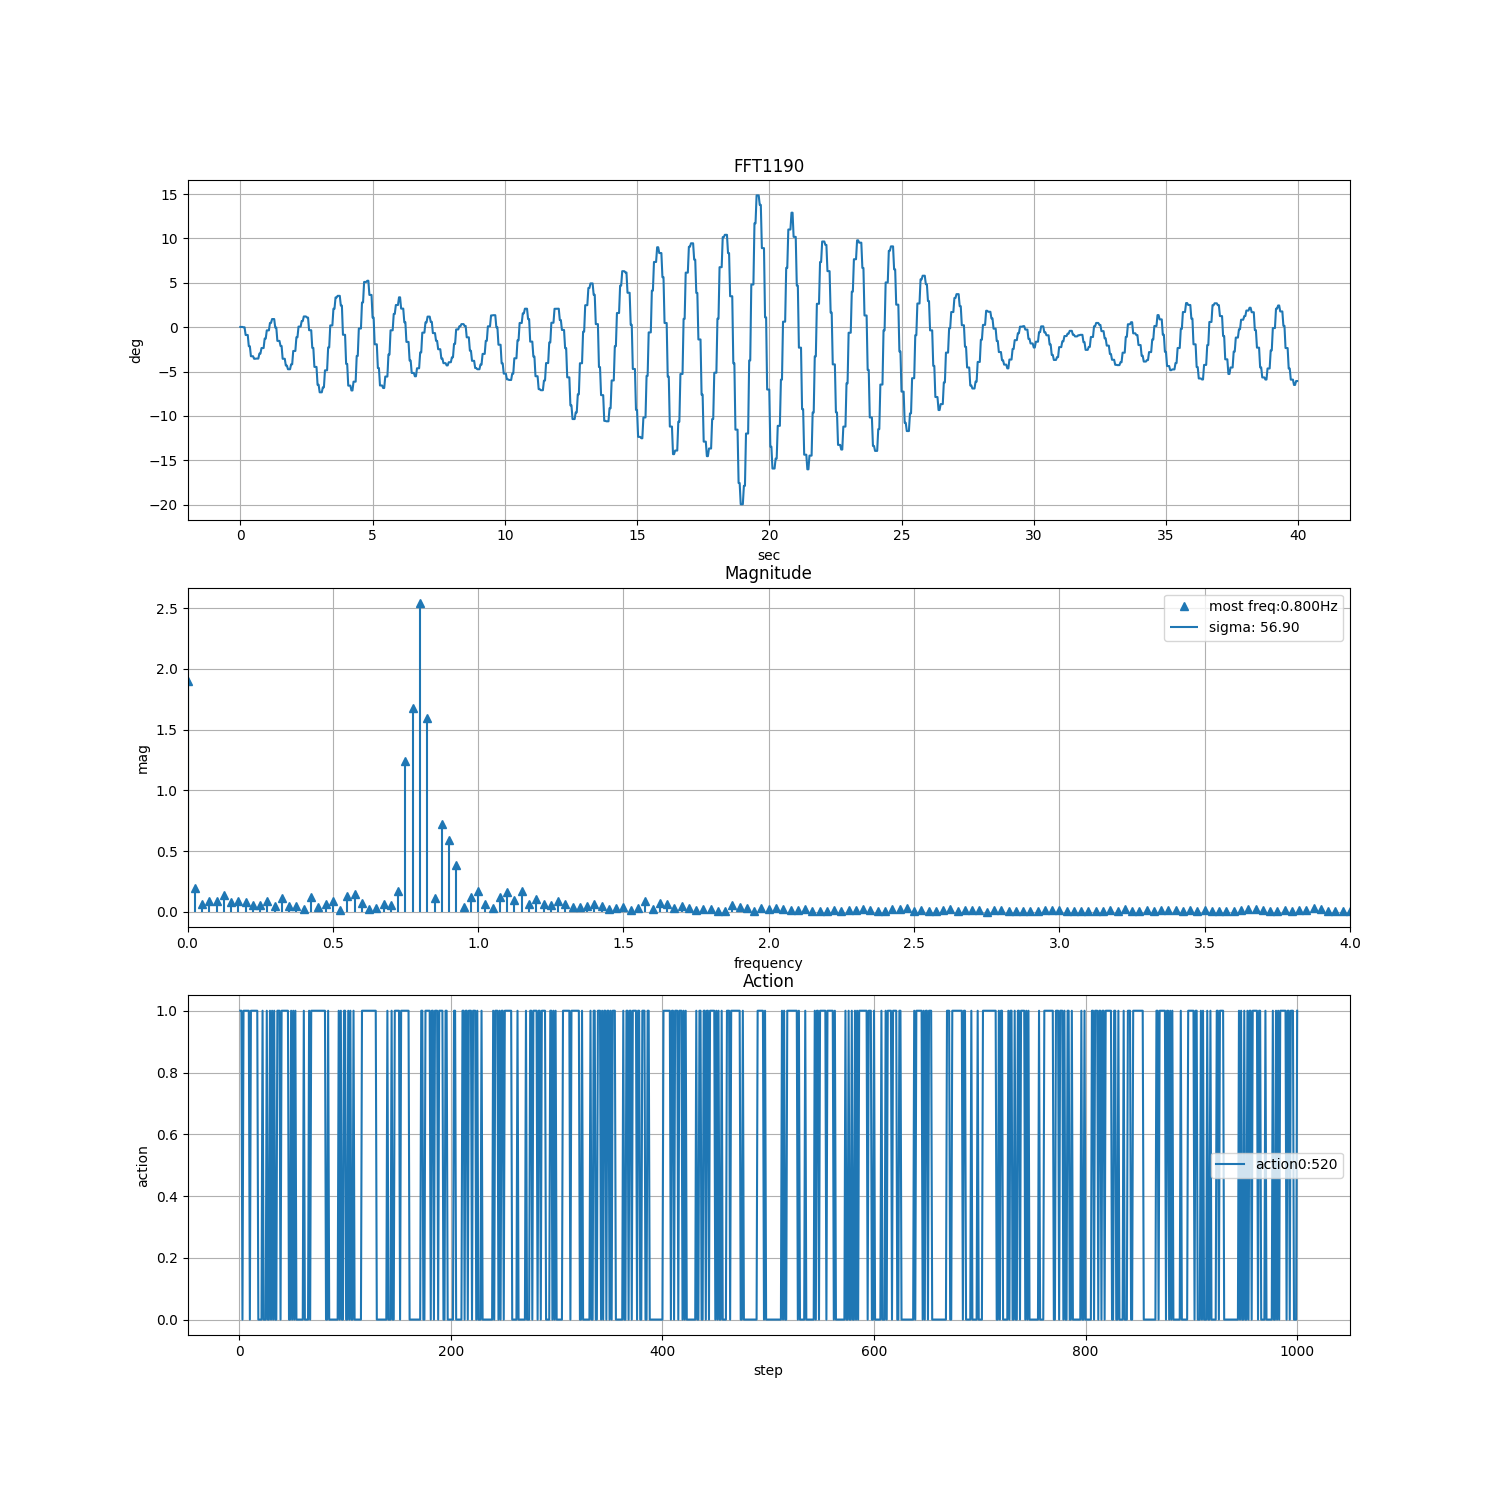 FFT1190
15
10
5
0
−5
−10
−15
−20
deg
0 5 10 15 20 25 30 35 40
sec
Magnitude
most freq:0.800Hz
sigma: 56.90
2.5
2.0
1.5
1.0
0.5
0.0
mag
0.0 0.5 1.0 1.5 2.0 2.5 3.0 3.5 4.0
frequency
Action
1.0
0.8
0.6
0.4
0.2
0.0
action
action0:520
0 200 400 600 800 1000
step